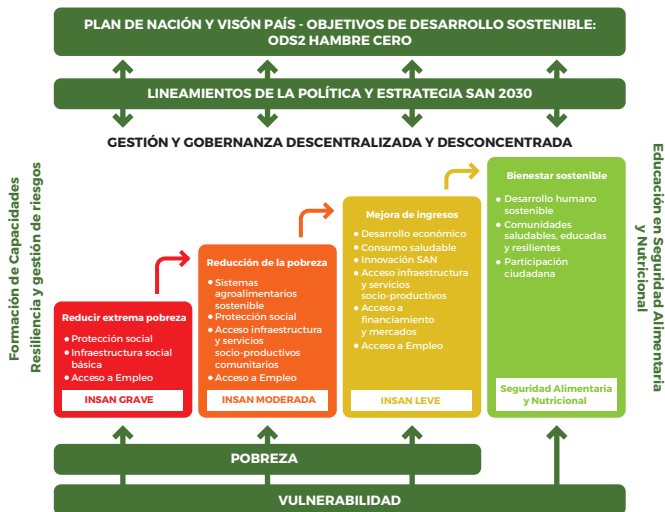 PLAN DE NACIÓN Y VISÓN PAÍS - OBJETIVOS DE DESARROLLO SOSTENIBLE:
ODS2 HAMBRE CERO
LINEAMIENTOS DE LA POLÍTICA Y ESTRATEGIA SAN 2030
GESTIÓN Y GOBERNANZA DESCENTRALIZADA Y DESCONCENTRADA
Formación de Capacidades
Resiliencia y gestión de riesgos
Reducir extrema pobreza
• Protección social
• Infraestructura social
básica
• Acceso a Empleo
INSAN GRAVE
Reducción de la pobreza
• Sistemas
agroalimentarios
sostenible
• Protección social
• Acceso infraestructura
y servicios
socio-productivos
comunitarios
• Acceso a Empleo
INSAN MODERADA
Mejora de ingresos
• Desarrollo económico
• Consumo saludable
• Innovación SAN
• Acceso infraestructura
y servicios
socio-productivos
• Acceso a
financiamiento
y mercados
• Acceso a Empleo
INSAN LEVE
Bienestar sostenible
• Desarrollo humano
sostenible
• Comunidades
saludables, educadas
y resilientes
• Participación
ciudadana
Seguridad Alimentaria
y Nutricional
Educación en Seguridad Alimentaria
y Nutricional
POBREZA
VULNERABILIDAD